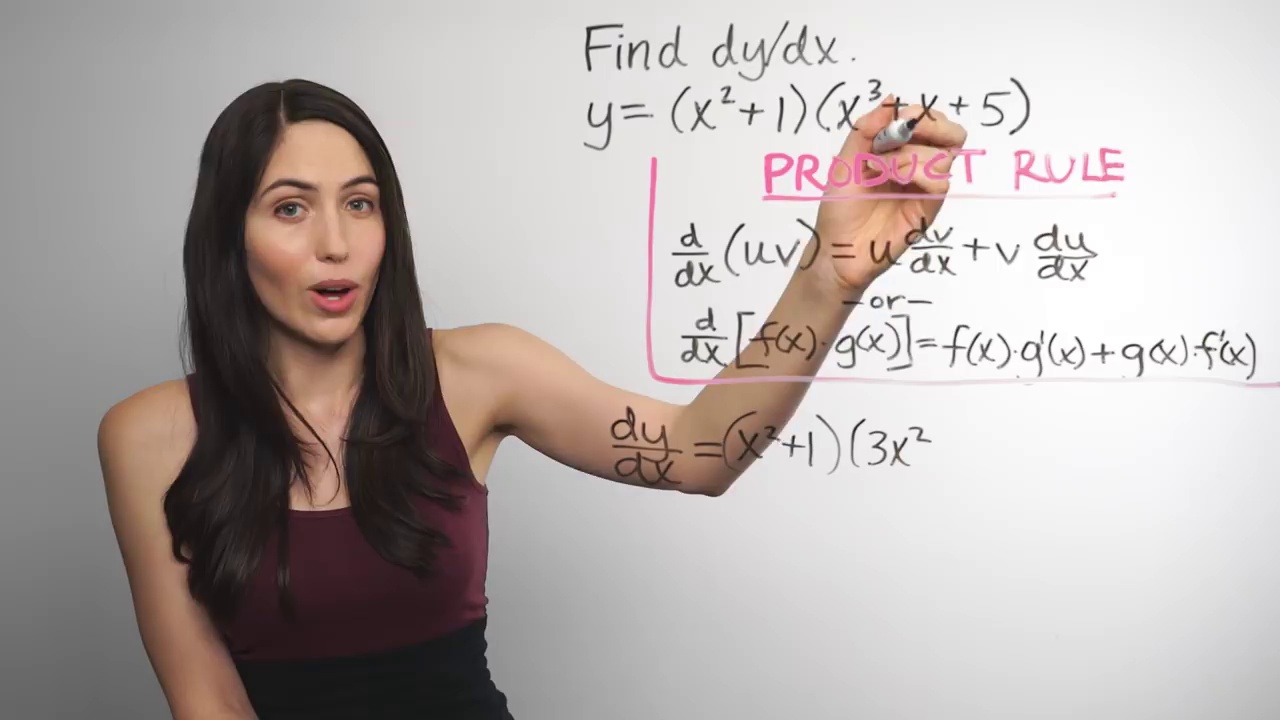 Find dy/dx.
y = (x² + 1)(x³ + x + 5)
PRODUCT RULE
d/dx (uv) = u dv/dx + v du/dx
-or-
d/dx [f(x)·g(x)] = f(x)·g'(x) + g(x)·f'(x)
dy/dx = (x² + 1)(3x²